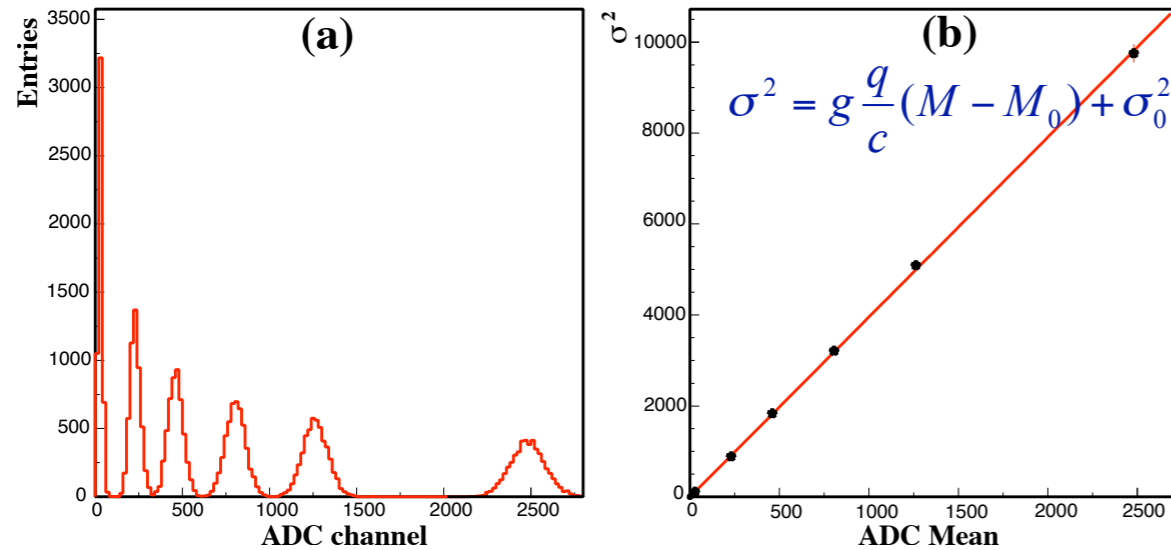 (a)
Entries
3500
3000
2500
2000
1500
1000
500
0
0 500 1000 1500 2000 2500
ADC channel
(b)
σ²
σ² = g q/c (M − M₀) + σ₀²
10000
8000
6000
4000
2000
0
0 500 1000 1500 2000 2500
ADC Mean